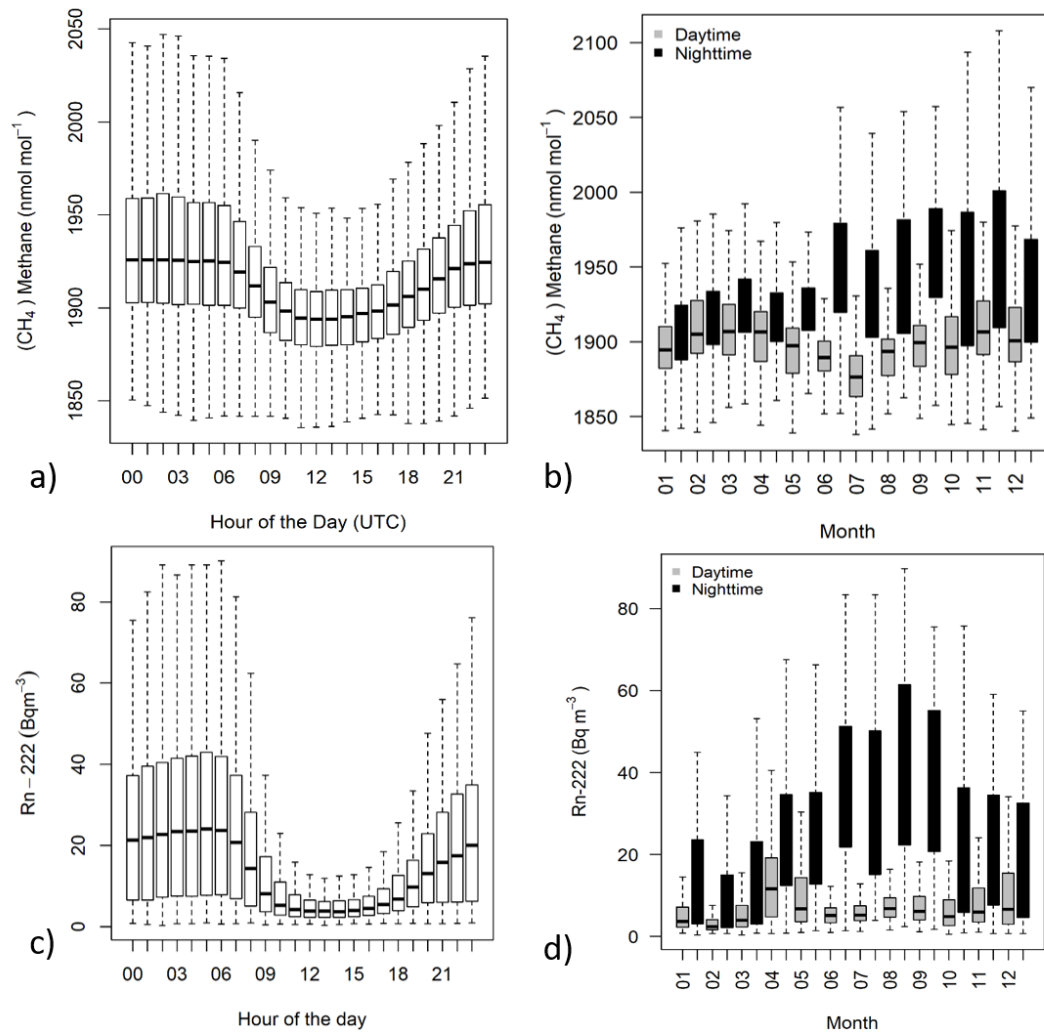 (CH4) Methane (nmol mol−1)
2050
2000
1950
1900
1850
00 03 06 09 12 15 18 21
Hour of the Day (UTC)
a)
(CH4) Methane (nmol mol−1)
2100
2050
2000
1950
1900
1850
Daytime
Nighttime
01 02 03 04 05 06 07 08 09 10 11 12
Month
b)
Rn−222 (Bqm−3)
80
60
40
20
0
00 03 06 09 12 15 18 21
Hour of the day
c)
Rn-222 (Bq m−3)
80
60
40
20
0
Daytime
Nighttime
01 02 03 04 05 06 07 08 09 10 11 12
Month
d)